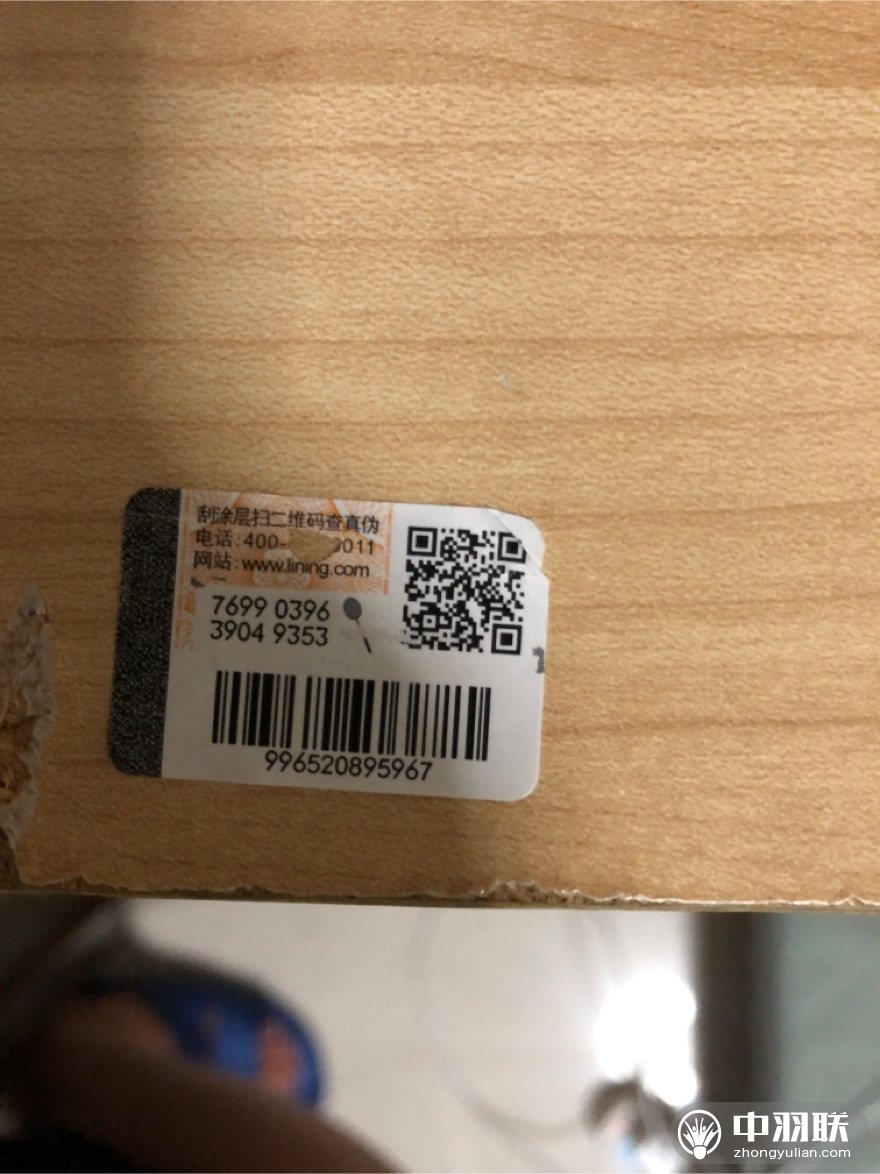 刮涂层扫二维码查真伪
电话:400- 0011
网站:www.lining.com
7699 0396
3904 9353
996520895967
中羽联
zhongyulian.com